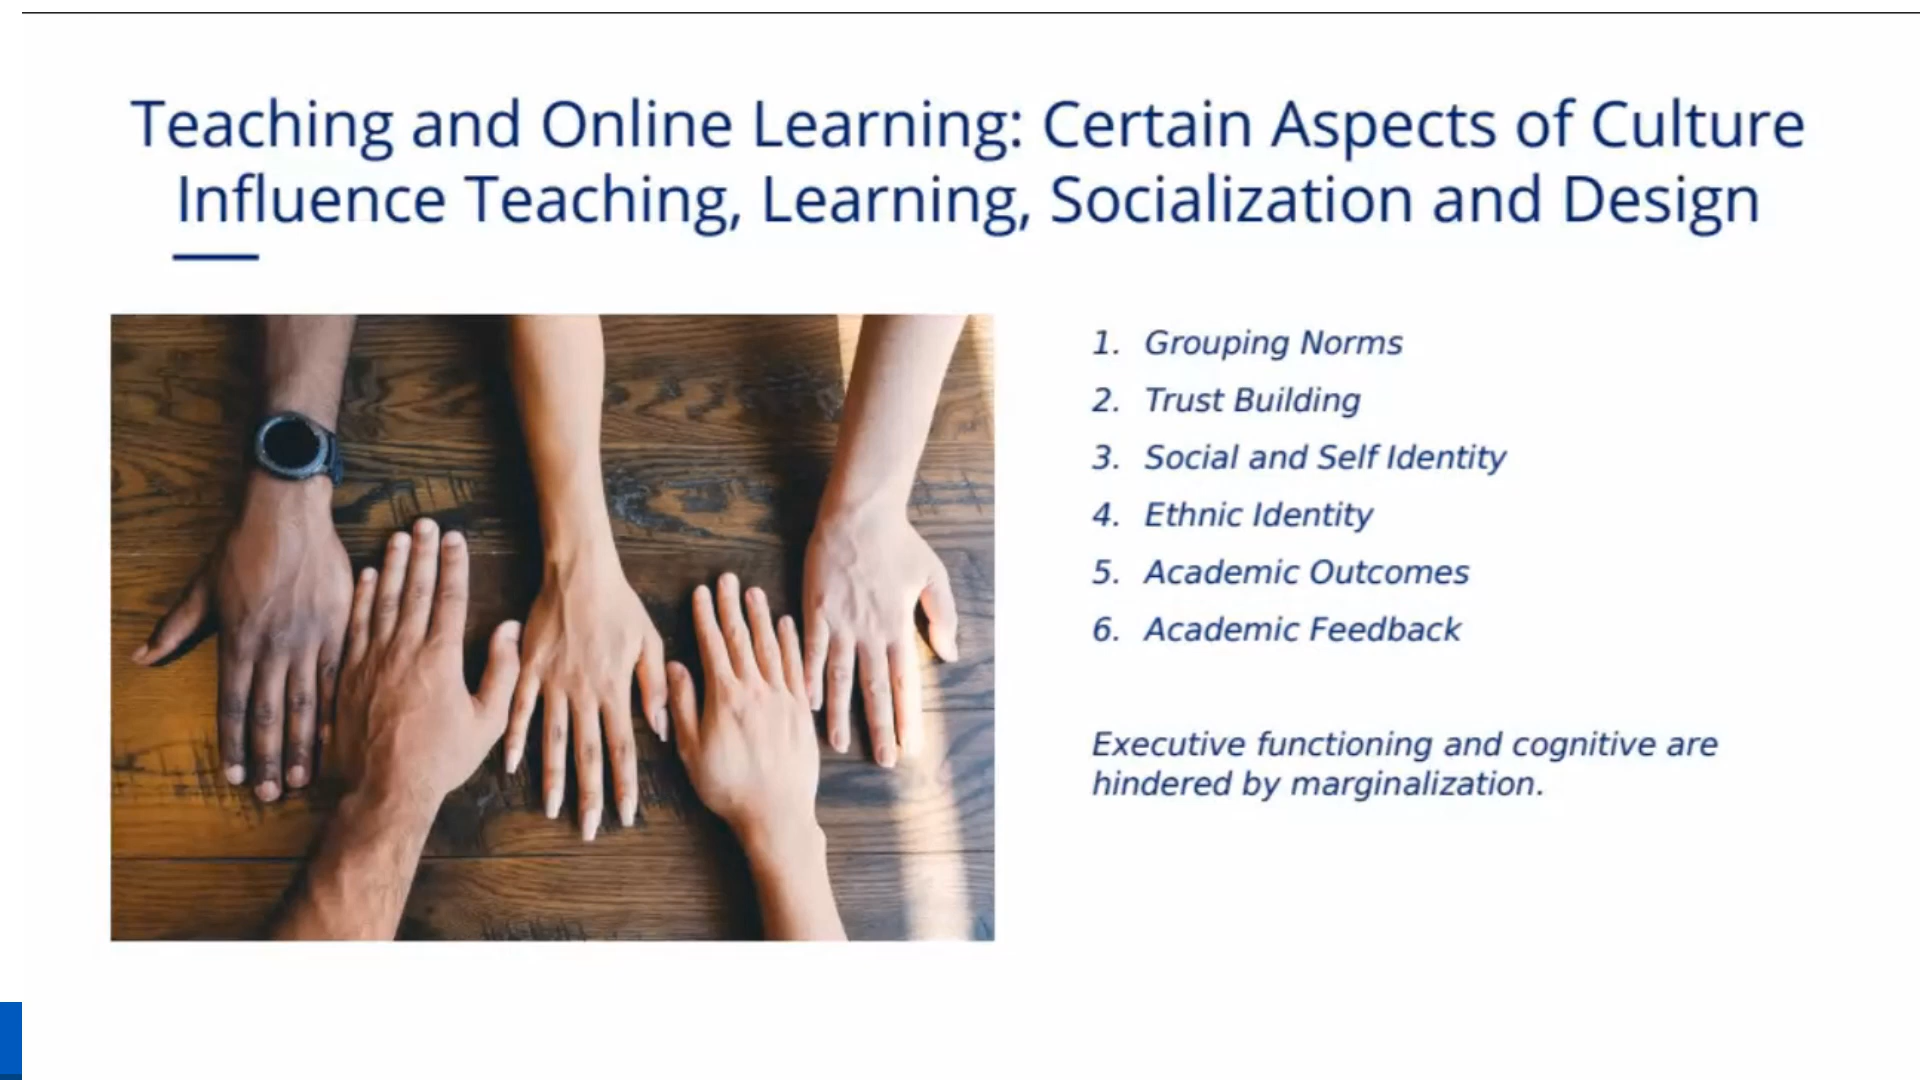 Teaching and Online Learning: Certain Aspects of Culture
Influence Teaching, Learning, Socialization and Design
1. Grouping Norms
2. Trust Building
3. Social and Self Identity
4. Ethnic Identity
5. Academic Outcomes
6. Academic Feedback
Executive functioning and cognitive are
hindered by marginalization.